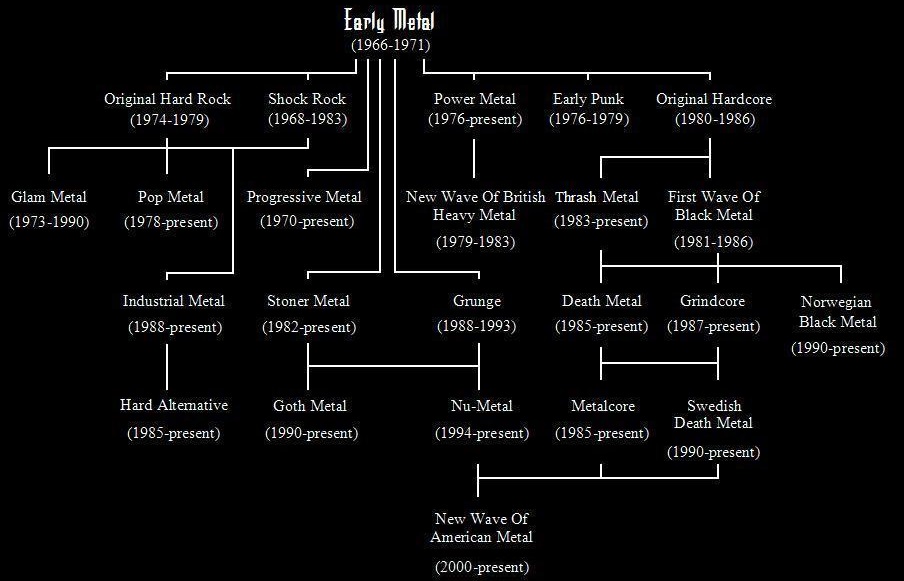 Early Metal
(1966-1971)
Original Hard Rock
(1974-1979)
Shock Rock
(1968-1983)
Power Metal
(1976-present)
Early Punk
(1976-1979)
Original Hardcore
(1980-1986)
Glam Metal
(1973-1990)
Pop Metal
(1978-present)
Progressive Metal
(1970-present)
New Wave Of British
Heavy Metal
(1979-1983)
Thrash Metal
(1983-present)
First Wave Of
Black Metal
(1981-1986)
Industrial Metal
(1988-present)
Stoner Metal
(1982-present)
Grunge
(1988-1993)
Death Metal
(1985-present)
Grindcore
(1987-present)
Norwegian
Black Metal
(1990-present)
Hard Alternative
(1985-present)
Goth Metal
(1990-present)
Nu-Metal
(1994-present)
Metalcore
(1985-present)
Swedish
Death Metal
(1990-present)
New Wave Of
American Metal
(2000-present)